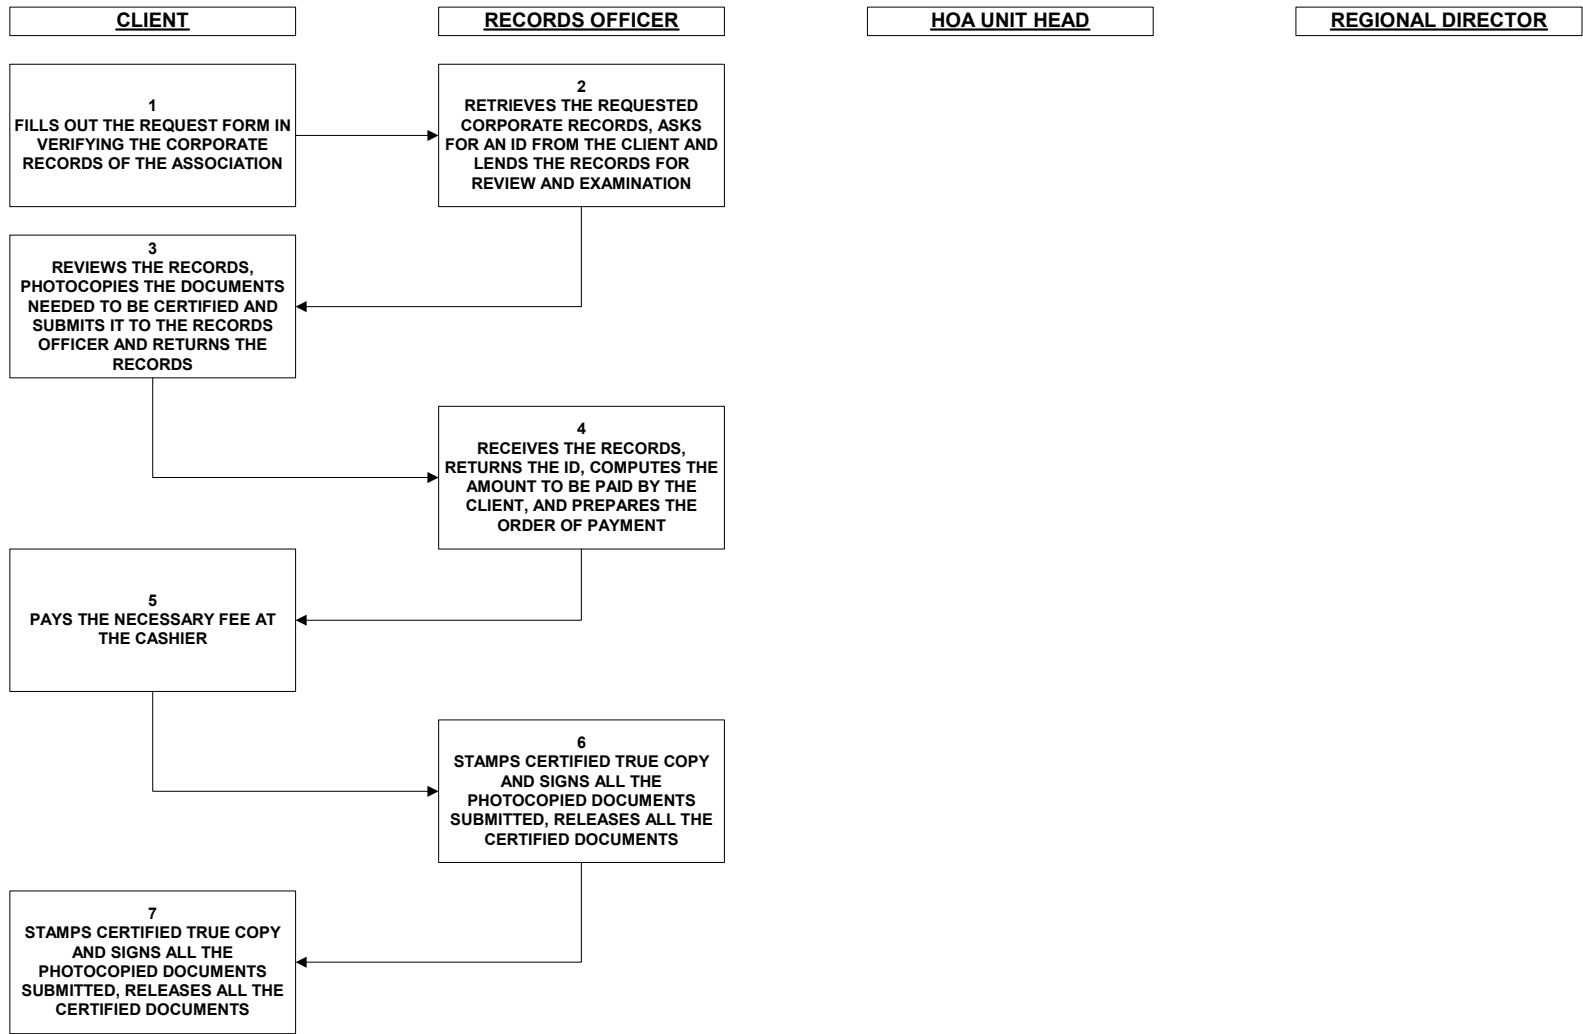 CLIENT
RECORDS OFFICER
HOA UNIT HEAD
REGIONAL DIRECTOR
1
FILLS OUT THE REQUEST FORM IN
VERIFYING THE CORPORATE
RECORDS OF THE ASSOCIATION
2
RETRIEVES THE REQUESTED
CORPORATE RECORDS, ASKS
FOR AN ID FROM THE CLIENT AND
LENDS THE RECORDS FOR
REVIEW AND EXAMINATION
3
REVIEWS THE RECORDS,
PHOTOCOPIES THE DOCUMENTS
NEEDED TO BE CERTIFIED AND
SUBMITS IT TO THE RECORDS
OFFICER AND RETURNS THE
RECORDS
4
RECEIVES THE RECORDS,
RETURNS THE ID, COMPUTES THE
AMOUNT TO BE PAID BY THE
CLIENT, AND PREPARES THE
ORDER OF PAYMENT
5
PAYS THE NECESSARY FEE AT
THE CASHIER
6
STAMPS CERTIFIED TRUE COPY
AND SIGNS ALL THE
PHOTOCOPIED DOCUMENTS
SUBMITTED, RELEASES ALL THE
CERTIFIED DOCUMENTS
7
STAMPS CERTIFIED TRUE COPY
AND SIGNS ALL THE
PHOTOCOPIED DOCUMENTS
SUBMITTED, RELEASES ALL THE
CERTIFIED DOCUMENTS